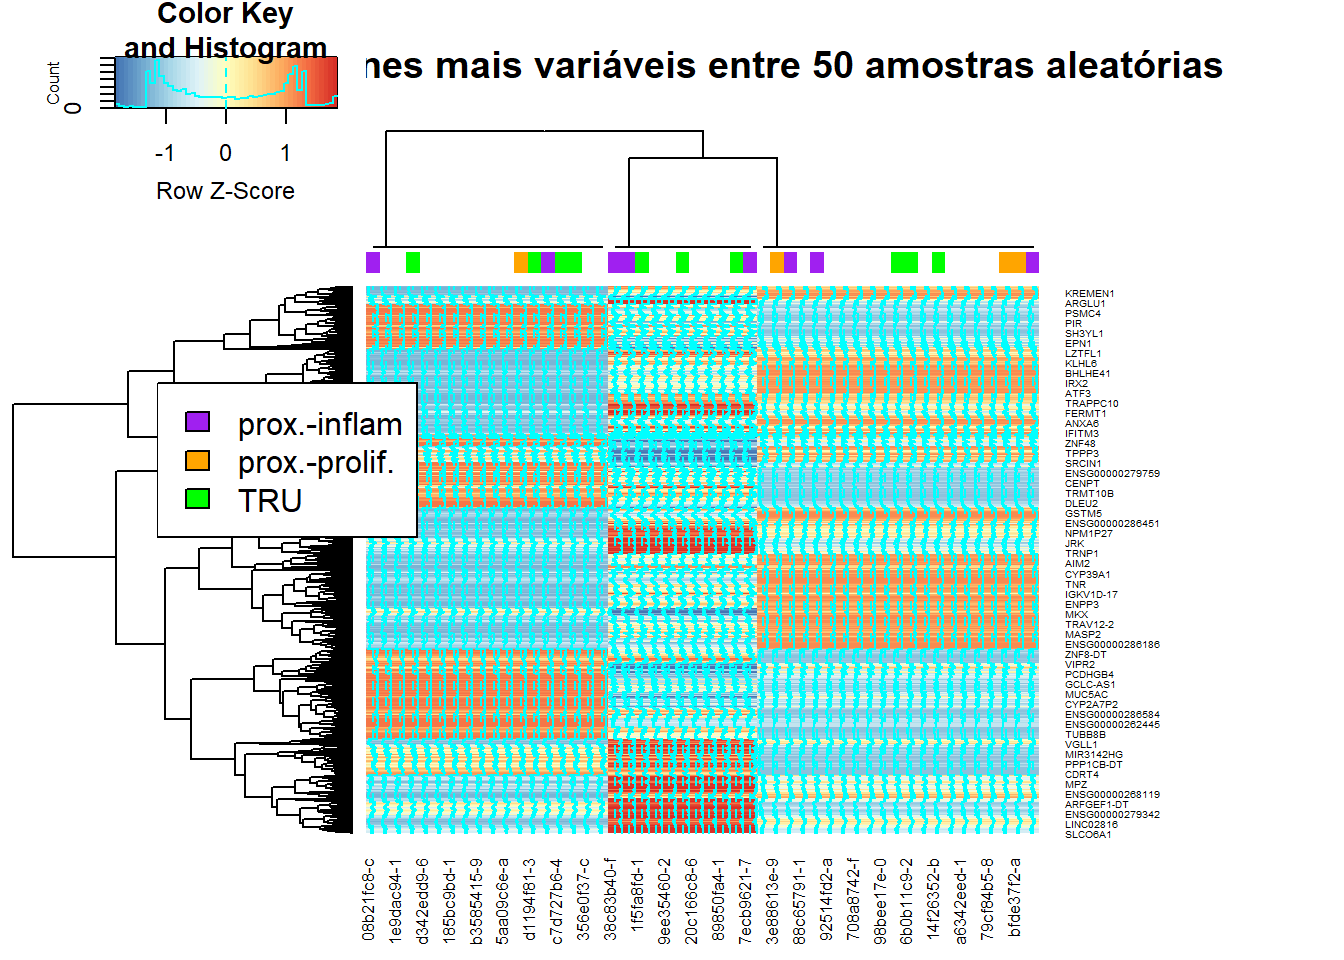 Color Key
and Histogram
nes mais variáveis entre 50 amostras aleatórias
Count
0
-1 0 1
Row Z-Score
prox.-inflam
prox.-prolif.
TRU
KREMEN1
ARGLU1
PSMC4
PIR
SH3YL1
EPN1
LZTFL1
KLHL6
BHLHE41
IRX2
ATF3
TRAPPC10
FERMT1
ANXA6
IFITM3
ZNF48
TPPP3
SRCIN1
ENSG00000279759
CENPT
TRMT10B
DLEU2
GSTM5
ENSG00000286451
NPM1P27
JRK
TRNP1
AIM2
CYP39A1
TNR
IGKV1D-17
ENPP3
MKX
TRAV12-2
MASP2
ENSG00000286186
ZNF8-DT
VIPR2
PCDHGB4
GCLC-AS1
MUC5AC
CYP2A7P2
ENSG00000286584
ENSG00000262445
TUBB8B
VGLL1
MIR3142HG
PPP1CB-DT
CDRT4
MPZ
ENSG00000268119
ARFGEF1-DT
ENSG00000279342
LINC02816
SLCO6A1
08b21fc8-c
1e9dac94-1
d342edd9-6
185bc9bd-1
b3585415-9
5aa09c6e-a
d1194f81-3
c7d727b6-4
356e0f37-c
38c83b40-f
1f5fa8fd-1
9ee35460-2
20c166c8-6
89850fa4-1
7ecb9621-7
3e88613e-9
88c65791-1
92514fd2-a
708a8742-f
98bee17e-0
6b0b11c9-2
14f26352-b
a6342eed-1
79cf84b5-8
bfde37f2-a